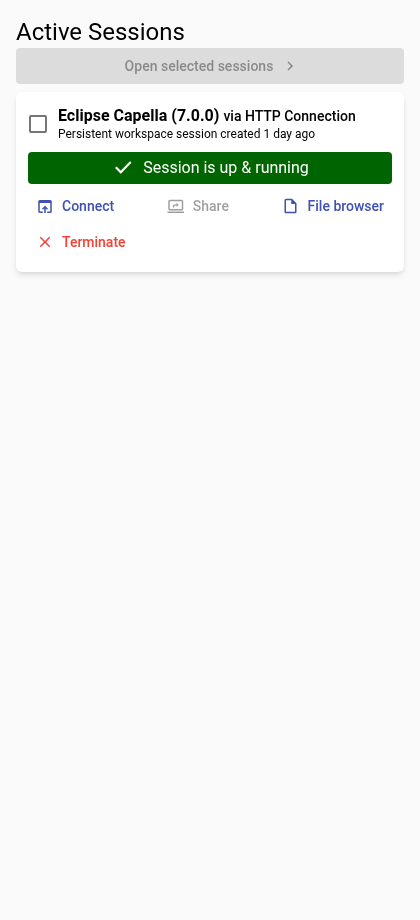 Active Sessions
Open selected sessions
Eclipse Capella (7.0.0) via HTTP Connection
Persistent workspace session created 1 day ago
Session is up & running
Connect Share File browser
Terminate